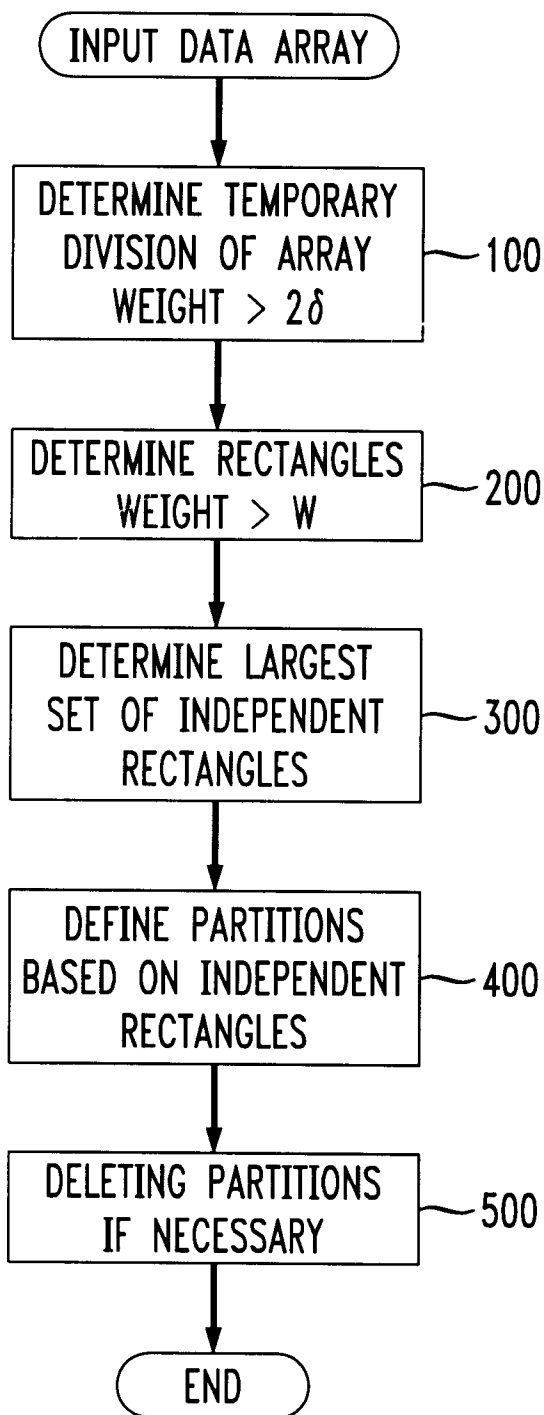 INPUT DATA ARRAY
DETERMINE TEMPORARY
DIVISION OF ARRAY
WEIGHT > 2δ
100
DETERMINE RECTANGLES
WEIGHT > W
200
DETERMINE LARGEST
SET OF INDEPENDENT
RECTANGLES
300
DEFINE PARTITIONS
BASED ON INDEPENDENT
RECTANGLES
400
DELETING PARTITIONS
IF NECESSARY
500
END